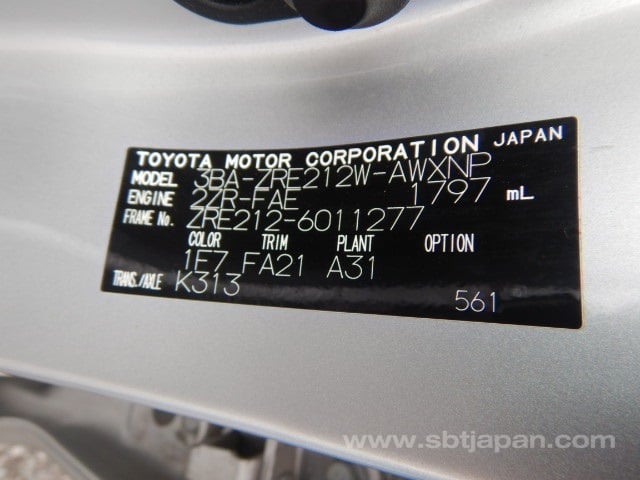 TOYOTA MOTOR CORPORATION JAPAN
MODEL 3BA-ZRE212W-AWXNP
ENGINE 2ZR-FAE 1797 mL
FRAME No. ZRE212-6011277
COLOR TRIM PLANT OPTION
1E7 FA21 A31
TRANS./AXLE K313
561
www.sbtjapan.com